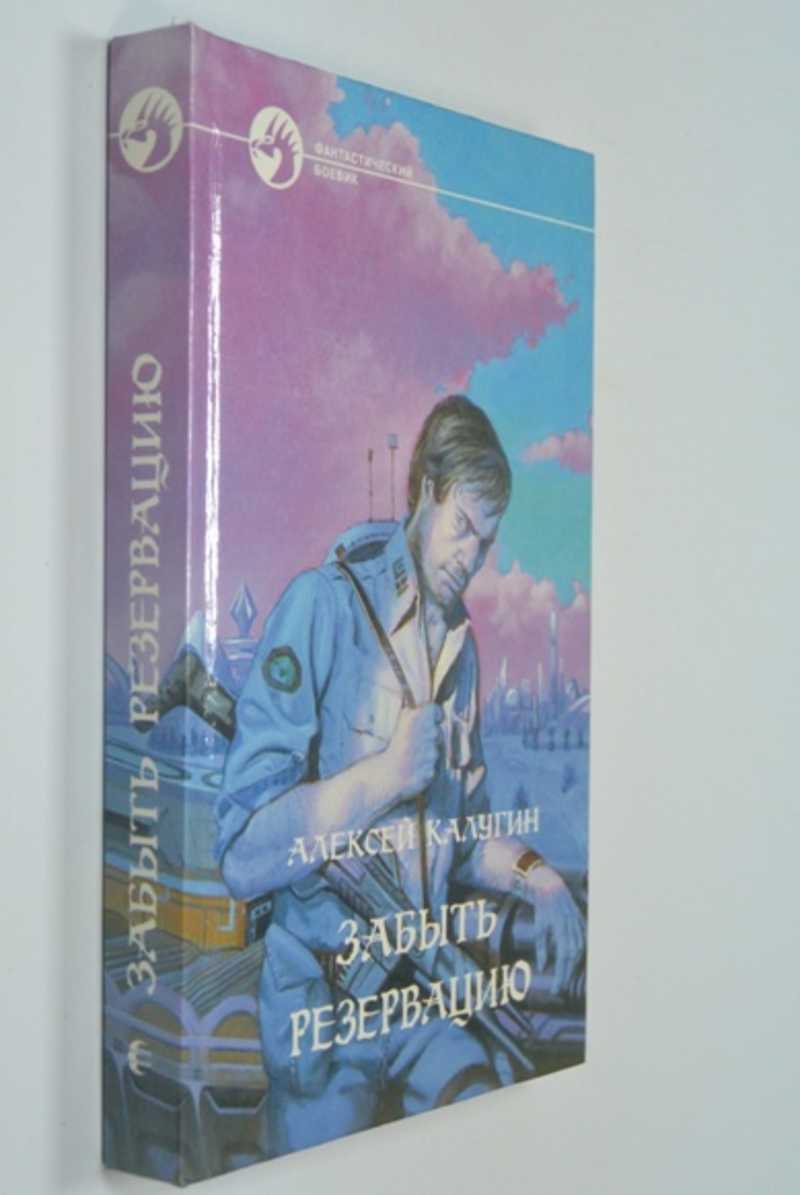 ЗАБЫТЬ РЕЗЕРВАЦИЮ
ФАНТАСТИЧЕСКИЙ
БОЕВИК
АЛЕКСЕЙ КАЛУГИН
ЗАБЫТЬ
РЕЗЕРВАЦИЮ